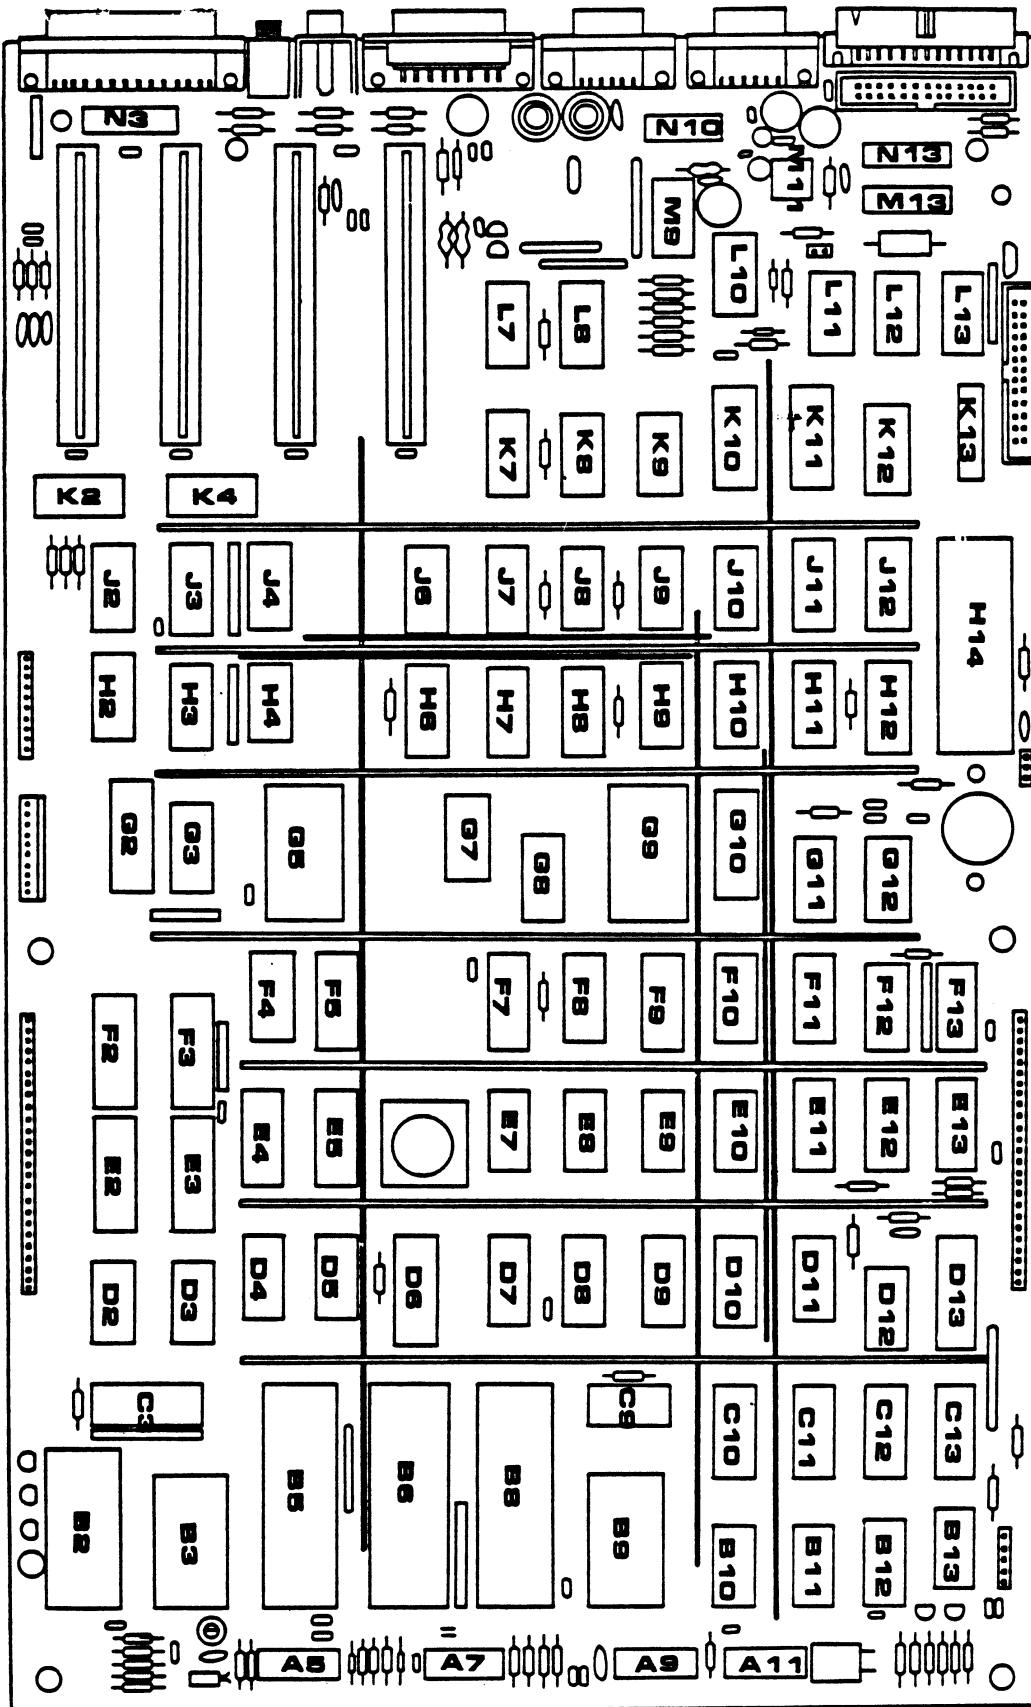 N3 N10 N13
M9 M11 M13
L10
L7 L8 L11 L12 L13
K7 K8 K9 K10 K11 K12 K13
K2 K4
J2 J3 J4 J6 J7 J8 J9 J10 J11 J12
H14
H2 H3 H4 H6 H7 H8 H9 H10 H11 H12
G2 G3 G5 G7 G8 G9 G10 G11 G12
F4 F5 F7 F8 F9 F10 F11 F12 F13
F2 F3
E4 E5 E7 E8 E9 E10 E11 E12 E13
E2 E3
D2 D3 D4 D5 D6 D7 D8 D9 D10 D11 D12 D13
C3 C9 C10 C11 C12 C13
B2 B3 B5 B6 B8 B9 B10 B11 B12 B13
A5 A7 A9 A11